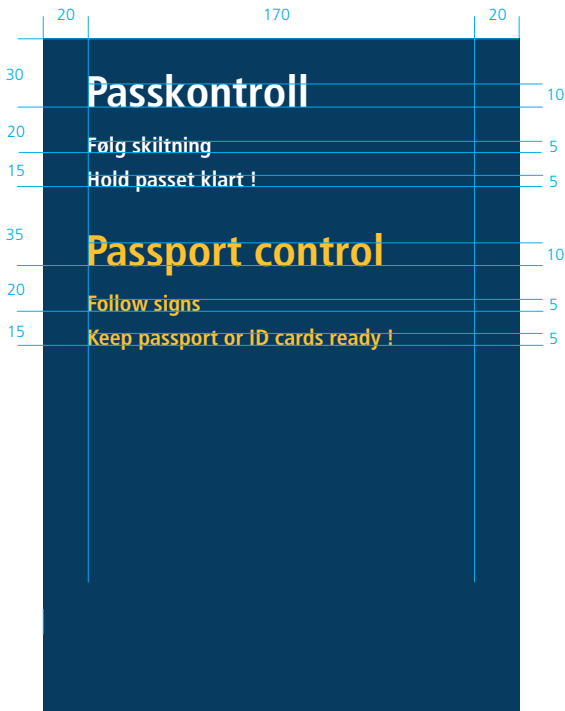 20 170 20
30
Passkontroll
10
20
Følg skiltning
5
15
Hold passet klart !
5
35
Passport control
10
20
Follow signs
5
15
Keep passport or ID cards ready !
5